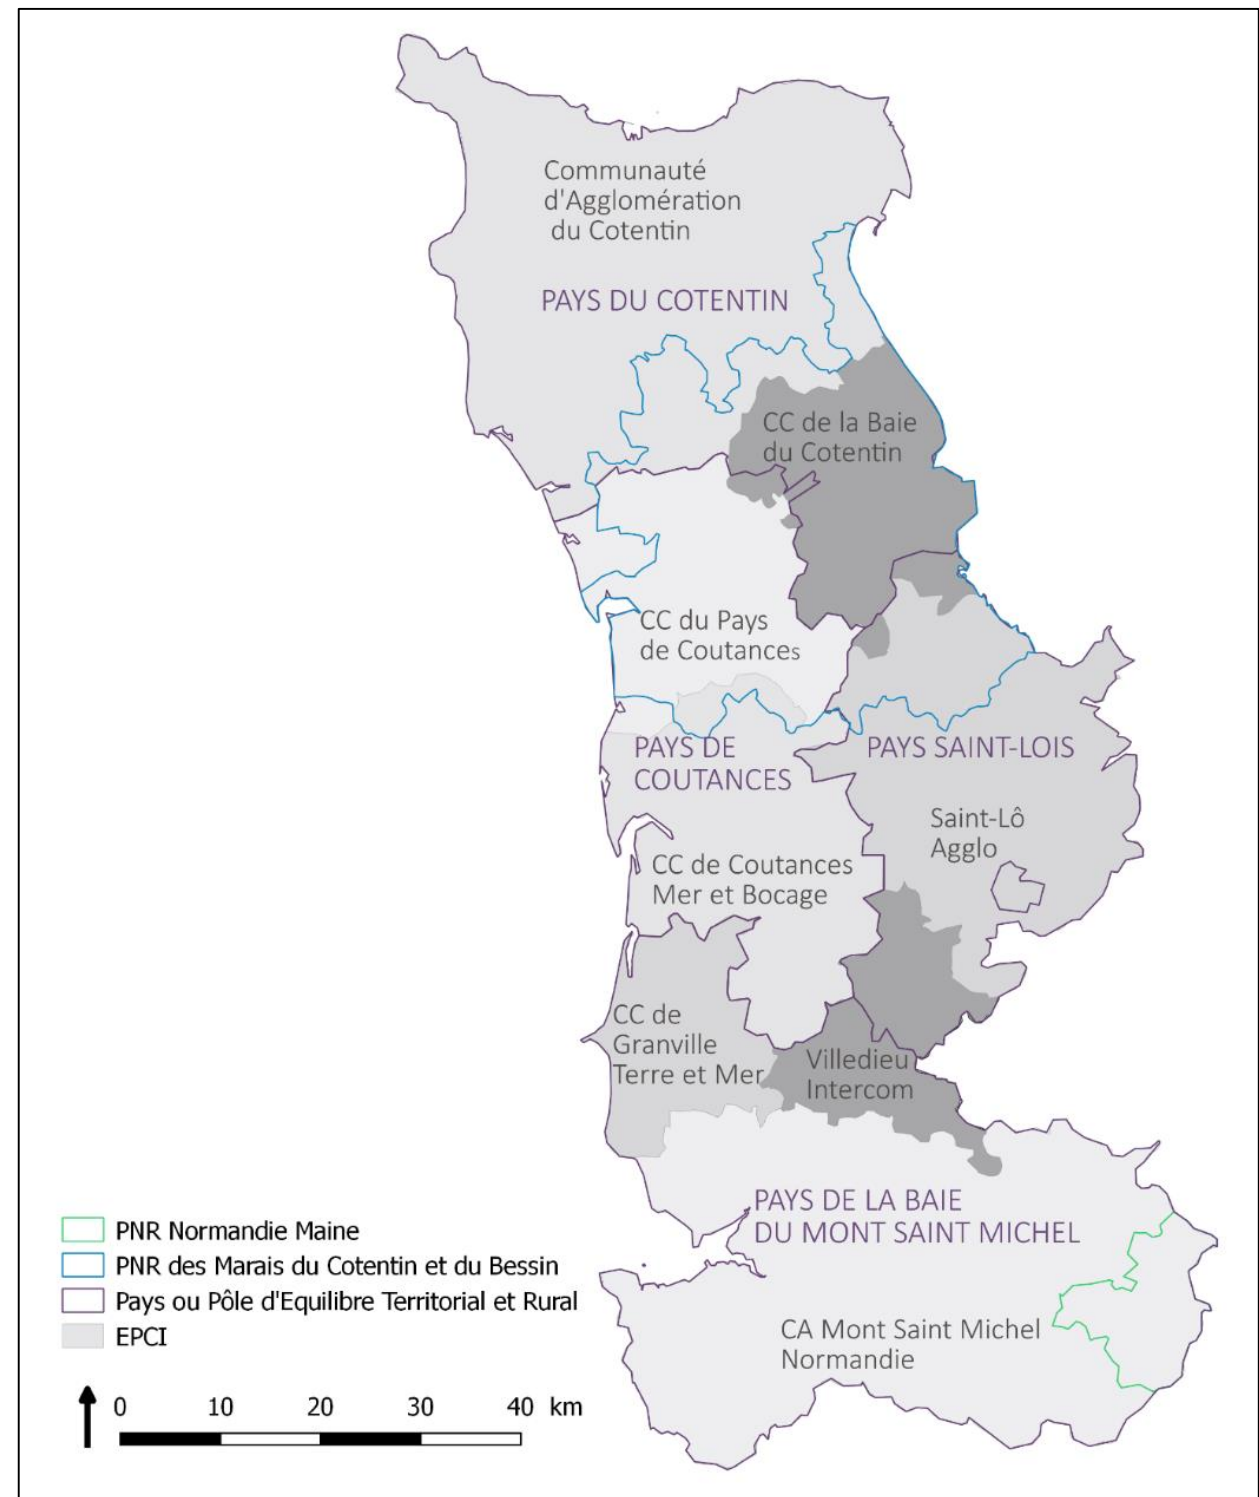 Communauté
d'Agglomération
du Cotentin
PAYS DU COTENTIN
CC de la Baie
du Cotentin
CC du Pays
de Coutances
PAYS DE
COUTANCES
PAYS SAINT-LOIS
Saint-Lô
Agglo
CC de Coutances
Mer et Bocage
CC de
Granville
Terre et Mer
Villedieu
Intercom
PAYS DE LA BAIE
DU MONT SAINT MICHEL
CA Mont Saint Michel
Normandie
PNR Normandie Maine
PNR des Marais du Cotentin et du Bessin
Pays ou Pôle d'Equilibre Territorial et Rural
EPCI
0 10 20 30 40 km